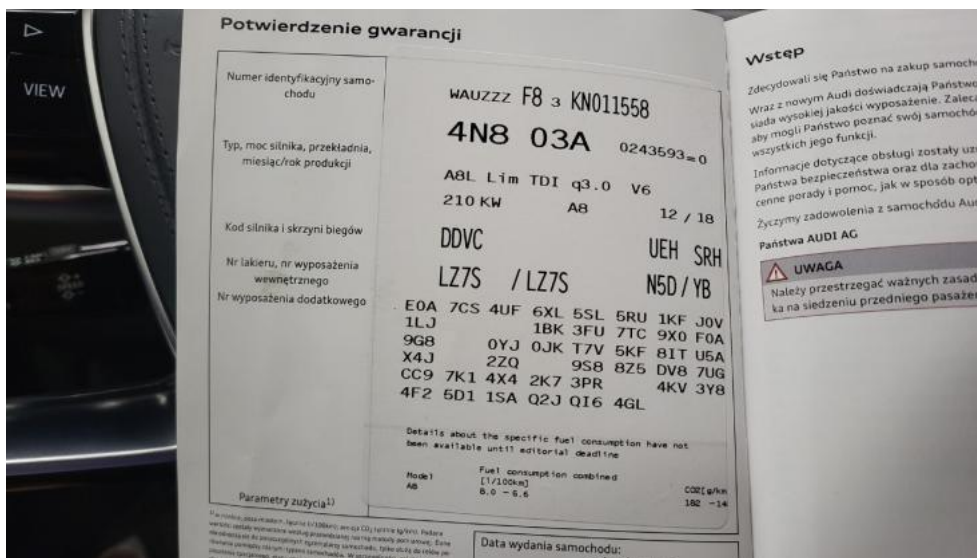 VIEW
Potwierdzenie gwarancji
Numer identyfikacyjny samo-
chodu
WAUZZZ F8 3 KN011558
4N8 03A 0243593=0
Typ, moc silnika, przekładnia,
miesiąc/rok produkcji
A8L Lim TDI q3.0 V6
210 KW A8 12 / 18
Kod silnika i skrzyni biegów
DDVC UEH SRH
Nr lakieru, nr wyposażenia
wewnętrznego
LZ7S / LZ7S N5D / YB
Nr wyposażenia dodatkowego
E0A 7CS 4UF 6XL 5SL 5RU 1KF J0V
1LJ 1BK 3FU 7TC 9X0 F0A
9G8 0YJ 0JK T7V 5KF 8IT U5A
X4J 2ZQ 9S8 8Z5 DV8 7UG
CC9 7K1 4X4 2K7 3PR 4KV 3Y8
4F2 6D1 1SA Q2J QI6 4GL
Details about the specific fuel consumption have not
been available until editorial deadline
Model Fuel consumption combined
[1/100km] CO2[g/km
A8 6.0 - 6.6 182 -14
Parametry zużycia1)
Data wydania samochodu:
Wstęp
Zdecydowali się Państwo na zakup samoch
Wraz z nowym Audi doświadczają Państwo
siada wysokiej jakości wyposażenie. Zalec
aby mogli Państwo poznać swój samochó
wszystkich jego funkcji.
Informacje dotyczące obsługi zostały uz
Państwa bezpieczeństwa oraz dla zacho
cenne porady i pomoc, jak w sposób opt
Życzymy zadowolenia z samochodu Au
Państwa AUDI AG
UWAGA
Należy przestrzegać ważnych zasad
ka na siedzeniu przedniego pasaże